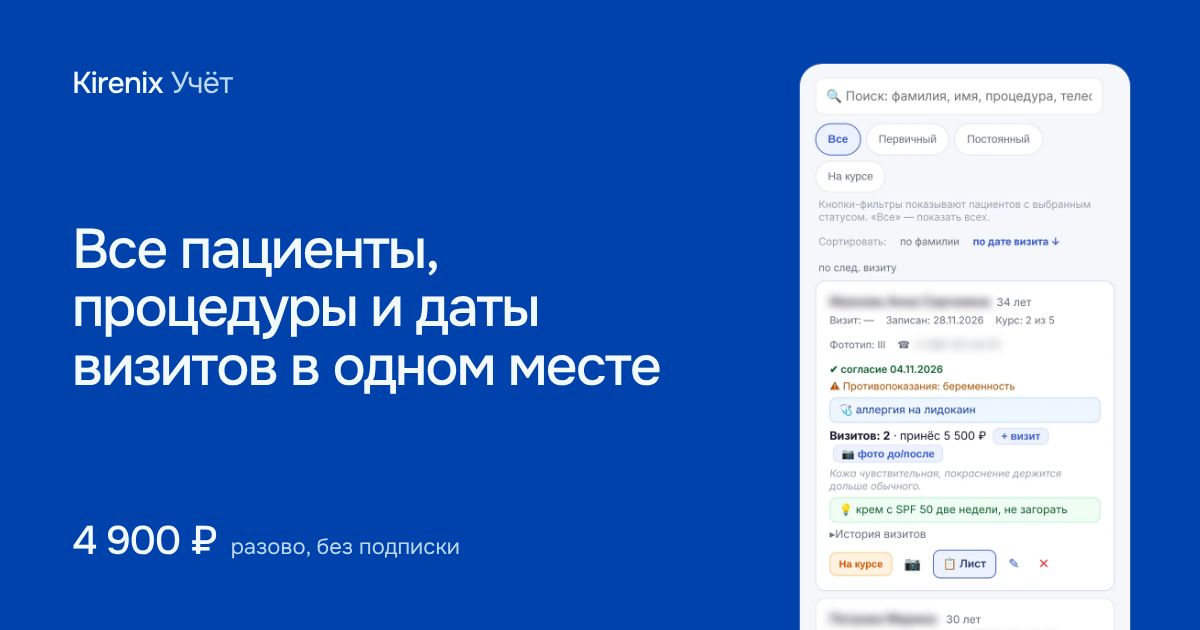 Kirenix Учёт
Все пациенты,
процедуры и даты
визитов в одном месте
4 900 ₽ разово, без подписки
🔍 Поиск: фамилия, имя, процедура, телес
Все Первичный Постоянный
На курсе
Кнопки-фильтры показывают пациентов с выбранным
статусом. «Все» — показать всех.
Сортировать: по фамилии по дате визита ↓
по след. визиту
34 лет
Визит: — Записан: 28.11.2026 Курс: 2 из 5
Фототип: III ☎
✔ согласие 04.11.2026
⚠ Противопоказания: беременность
🩺 аллергия на лидокаин
Визитов: 2 · принёс 5 500 ₽ + визит
📷 фото до/после
Кожа чувствительная, покраснение держится
дольше обычного.
💡 крем с SPF 50 две недели, не загорать
▸История визитов
На курсе 📷 📋 Лист ✎ ✕
30 лет